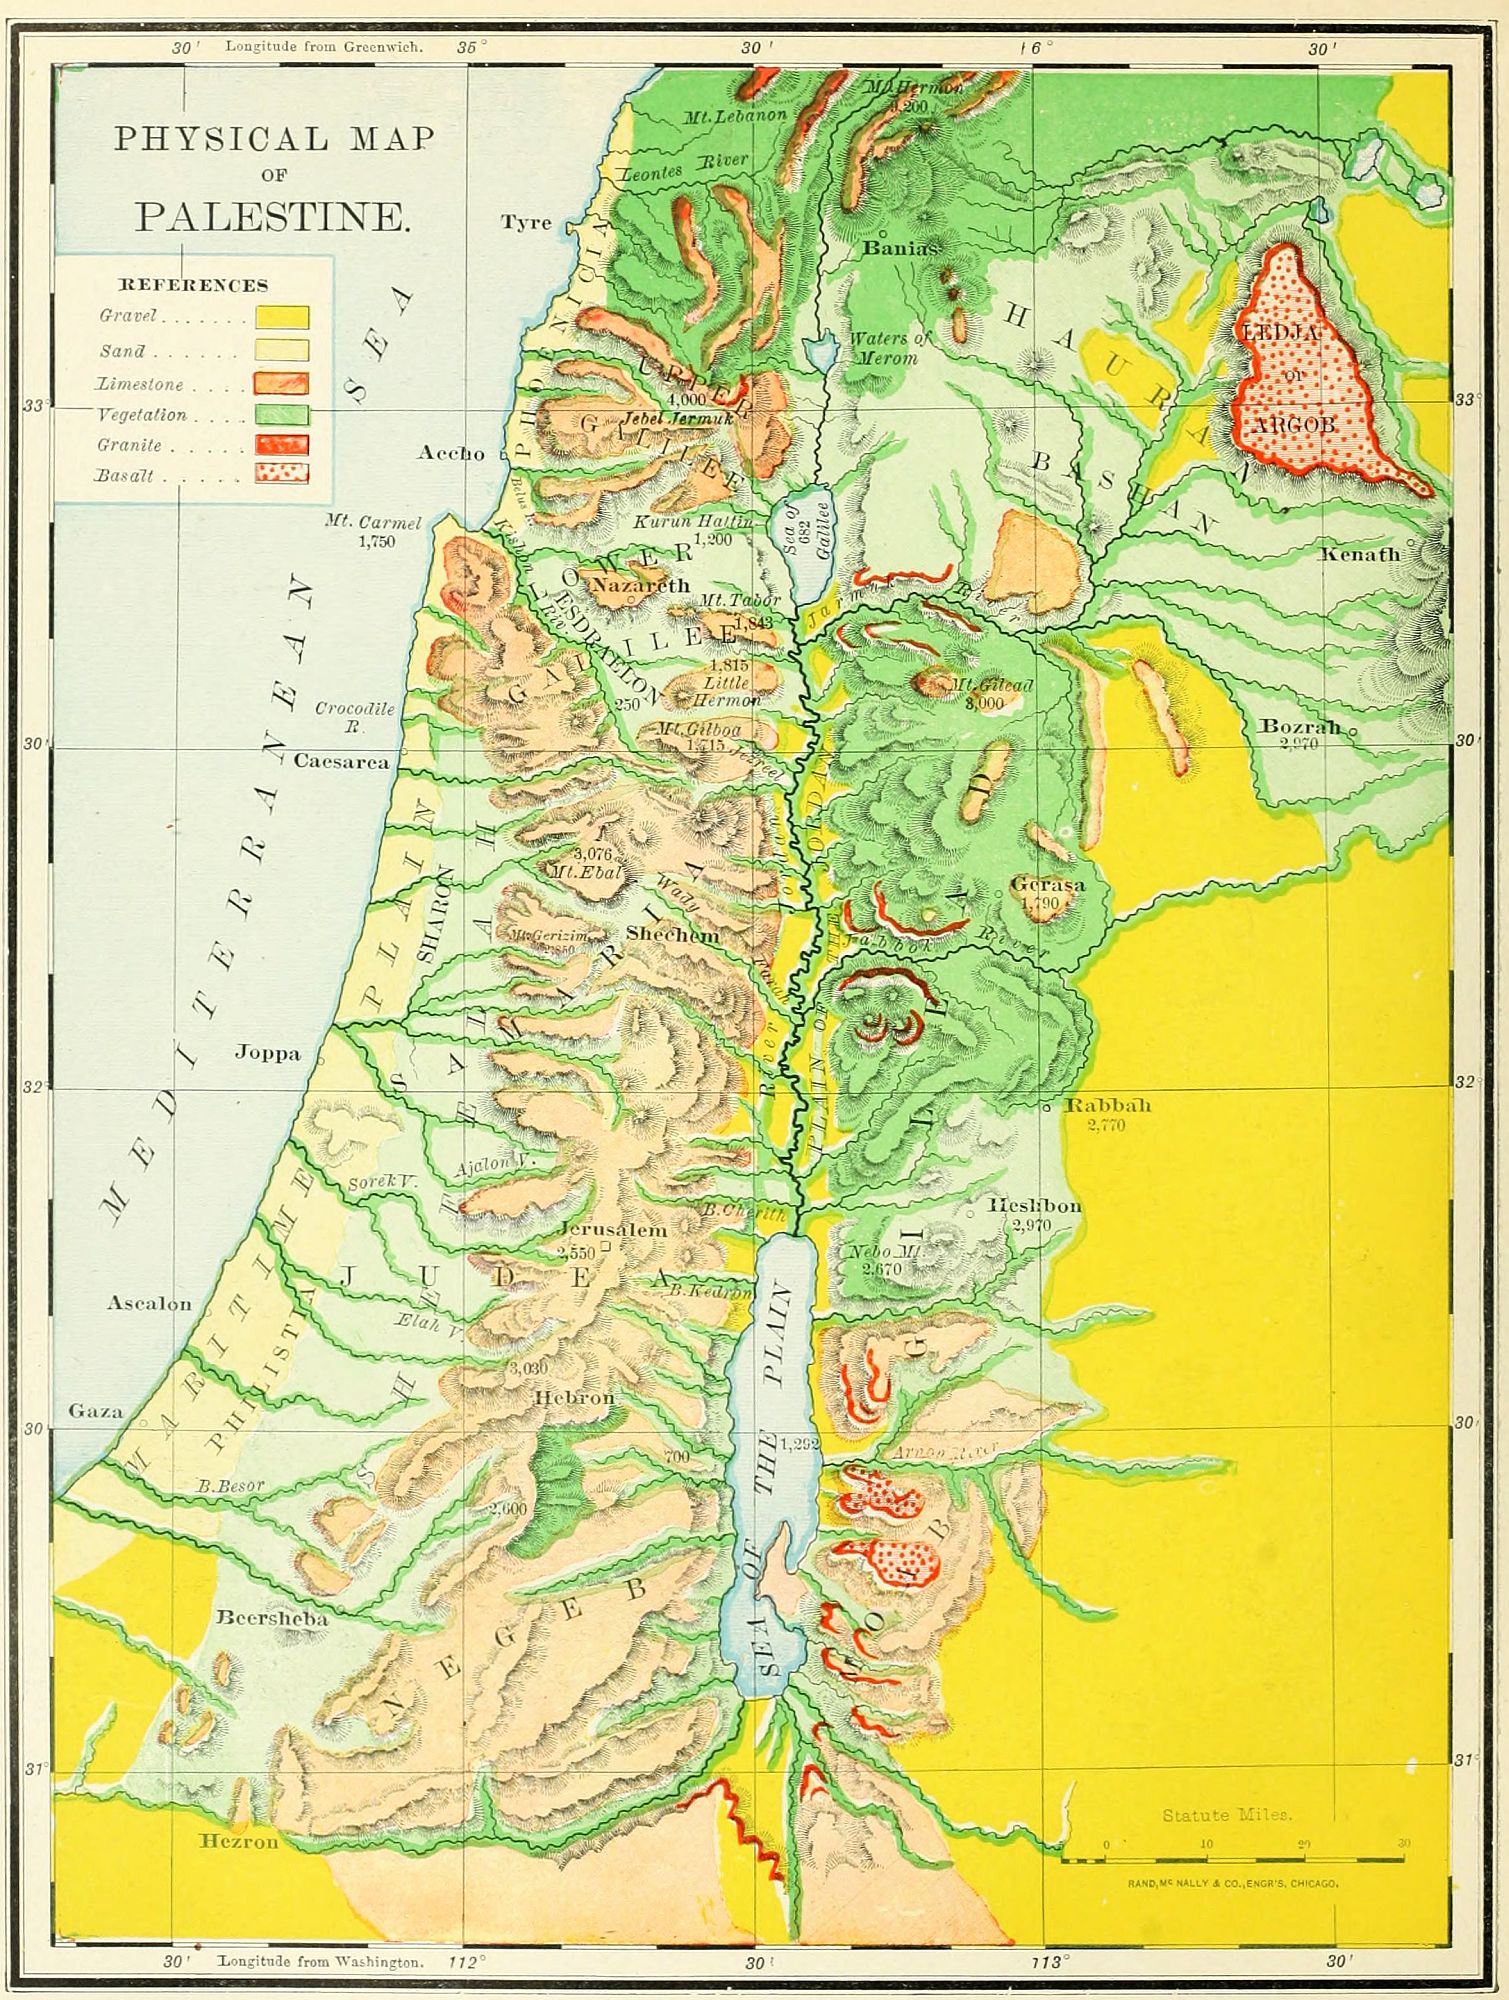 30'
Longitude from Greenwich.
35°
30'
6°
30'
PHYSICAL MAP
OF
PALESTINE.
REFERENCES
Gravel.......
Sand......
Limestone....
Vegetation....
Granite.....
Basalt.....
MEDITERRANEAN SEA
Mt. Lebanon
Mt. Hermon
9,200
Leontes River
Tyre
PHOENICIA
Banias
Waters of
Merom
HAURAN
LEDJA
or
ARGOB
33°
33°
UPPER
GALILEE
4,000
Jebel Jermuk
Accho
Belus R.
BASHAN
Mt. Carmel
1,750
Kishon Riv.
Kurun Hattin
1,200
Sea of
682
Galilee
Kenath
LOWER
GALILEE
Nazareth
ESDRAELON
Mt. Tabor
1,843
Jarmuk River
1,815
Little
Hermon
250
Mt. Gilead
3,000
Crocodile
R.
Mt. Gilboa
1,715
Jezreel
Bozrah
2,970
30'
30'
Caesarea
PLAIN
SHARON
3,076
Mt. Ebal
Wady
Farah
Mt. Gerizim
2,850
Shechem
SAMARIA
Gerasa
1,790
Jabbok River
River Jordan
PLAIN OF THE JORDAN
GILEAD
Joppa
32°
32°
SHEPHELAH
Rabbah
2,770
Ajalon V.
Sorek V.
B. Cherith
Heshbon
2,970
Jerusalem
2,550
Nebo Mt.
2,670
JUDEA
B. Kedron
Ascalon
Elah V.
MARITIME
PHILISTIA
3,030
Hebron
Gaza
30'
30'
SEA OF THE PLAIN
1,292
700
Arnon River
B. Besor
2,600
MOAB
NEGEB
Beersheba
31°
31°
Hezron
Statute Miles.
0
10
20
30
RAND, McNALLY & CO., ENGR'S, CHICAGO.
30'
Longitude from Washington.
112°
30'
113°
30'